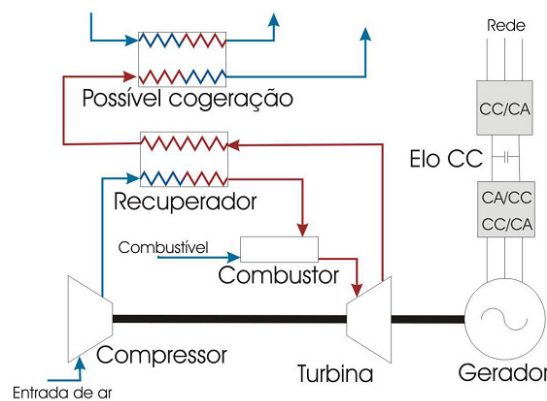 Rede
CC/CA
Possível cogeração
Elo CC
CA/CC
CC/CA
Recuperador
Combustível
Combustor
Compressor
Turbina
Gerador
Entrada de ar